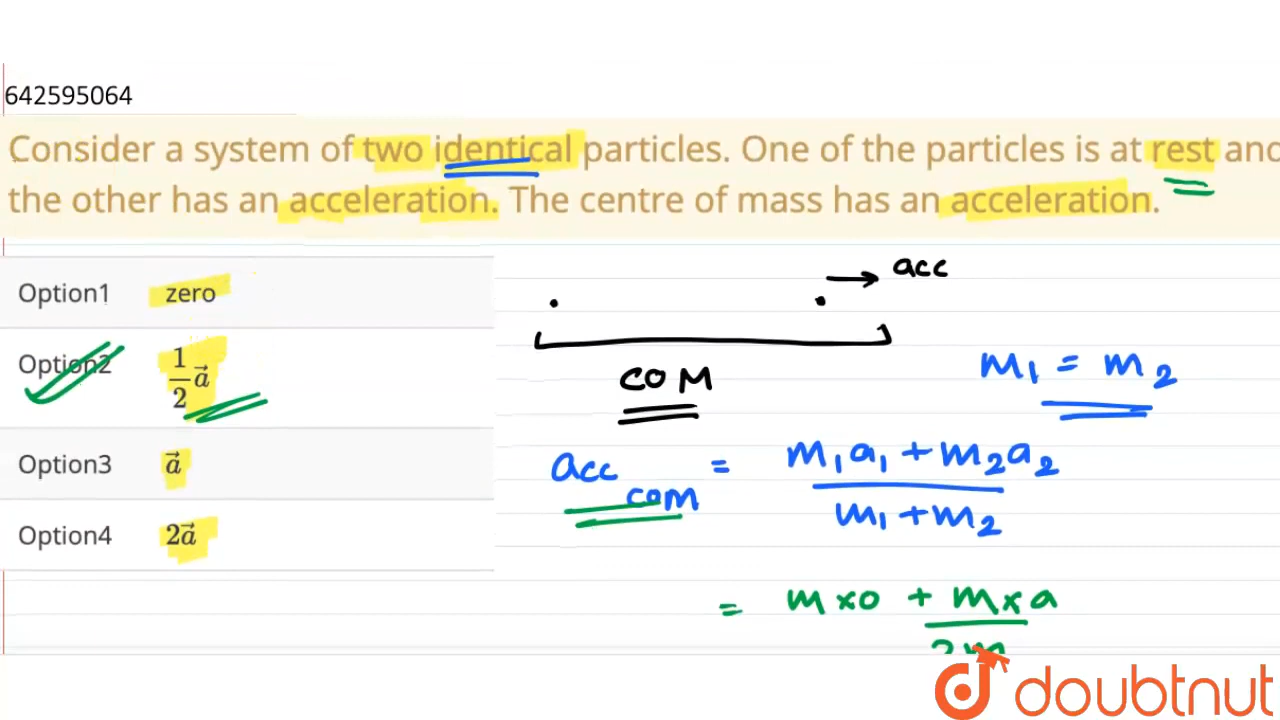 642595064
Consider a system of two identical particles. One of the particles is at rest and
the other has an acceleration. The centre of mass has an acceleration.
Option1 zero
Option2 1/2 a⃗
Option3 a⃗
Option4 2a⃗
acc
COM
m1 = m2
acc com = m1a1 + m2a2
m1 + m2
= m×0 + m×a
2m
doubtnut